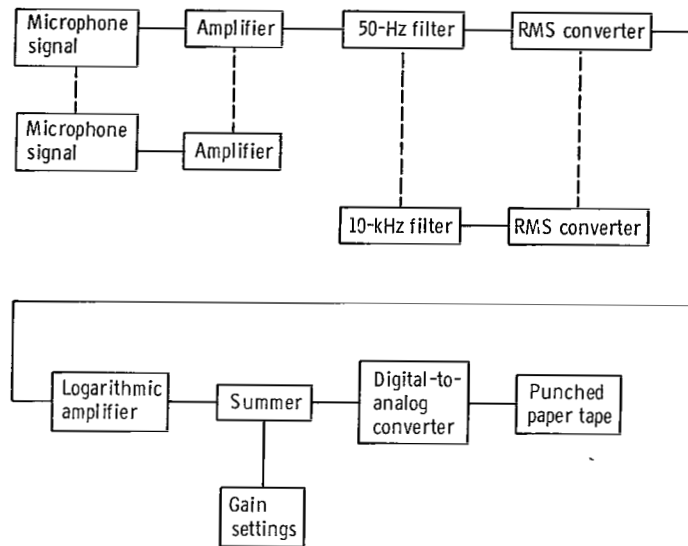 Microphone
signal
Amplifier
50-Hz filter
RMS converter
Microphone
signal
Amplifier
10-kHz filter
RMS converter
Logarithmic
amplifier
Summer
Digital-to-
analog
converter
Punched
paper tape
Gain
settings